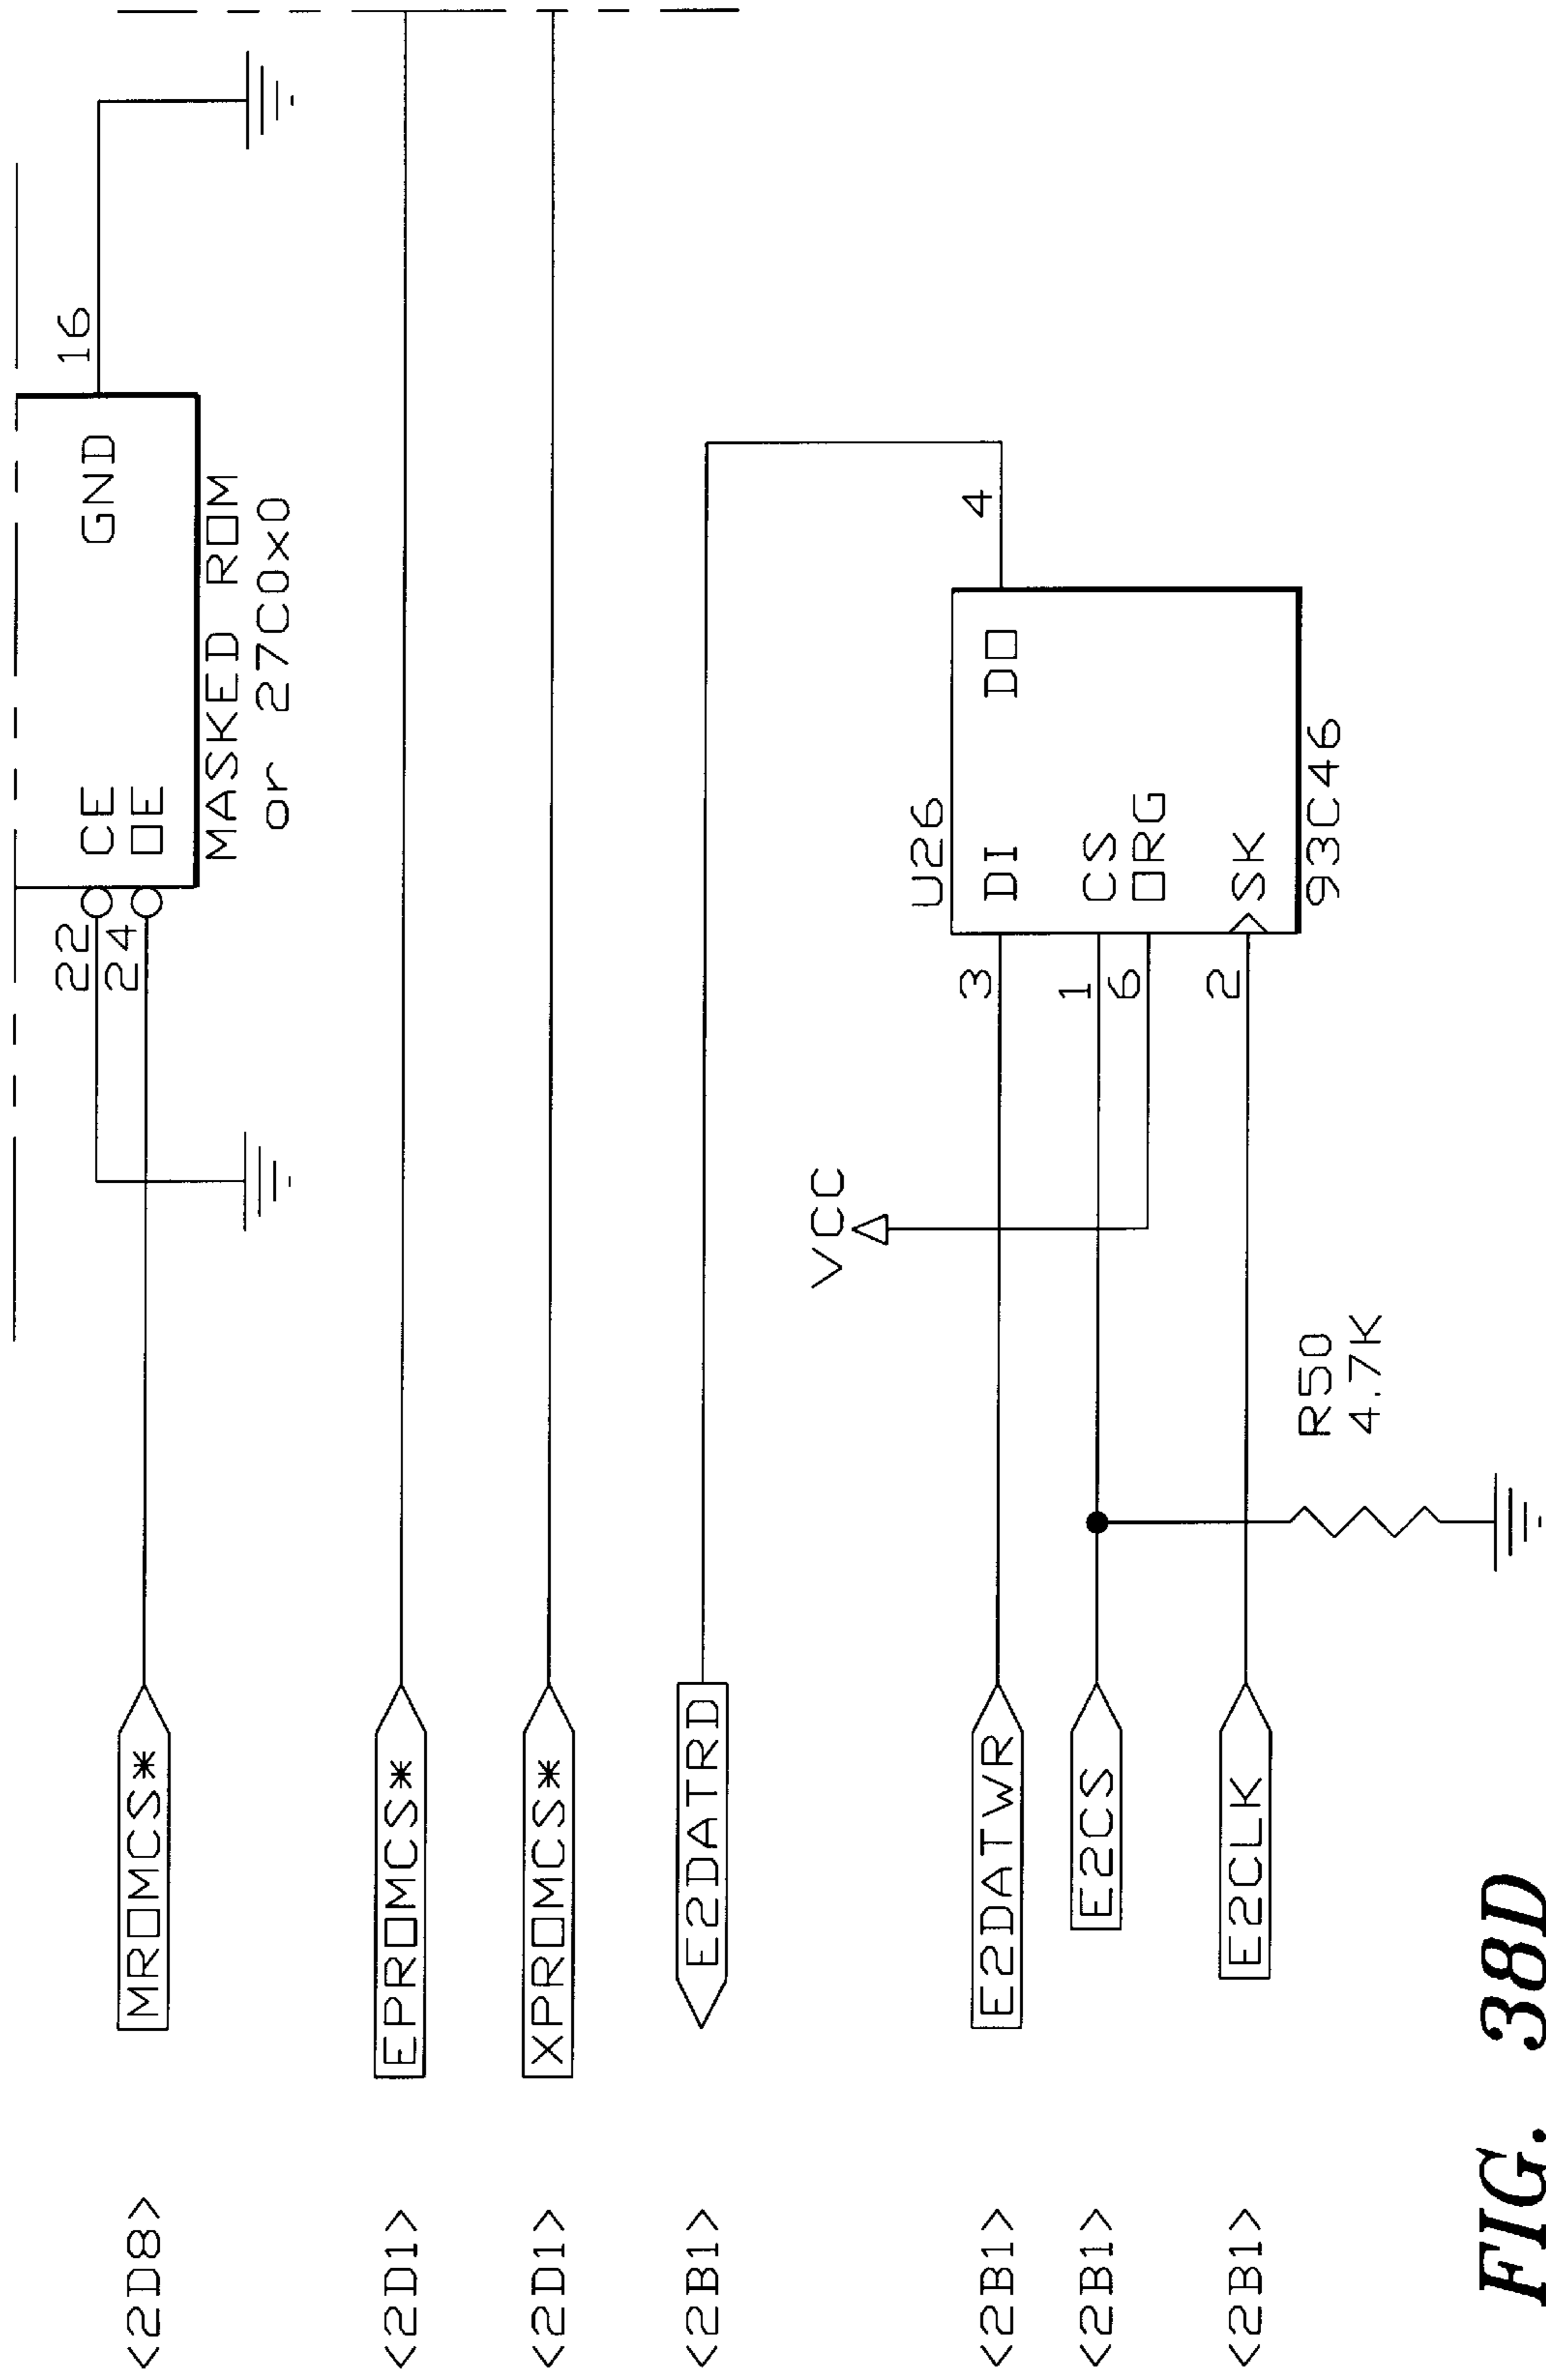 <2D8> MROMCS* 22 CE GND 16
24 OE
MASKED ROM
or 27C0x0
<2D1> EPROMCS*
<2D1> XPROMCS*
<2B1> E2DATRD
VCC
U26
<2B1> E2DATWR 3 DI DO 4
<2B1> E2CS 1 CS
6 ORG
<2B1> E2CLK 2 SK
93C46
R50
4.7K
FIG. 38D